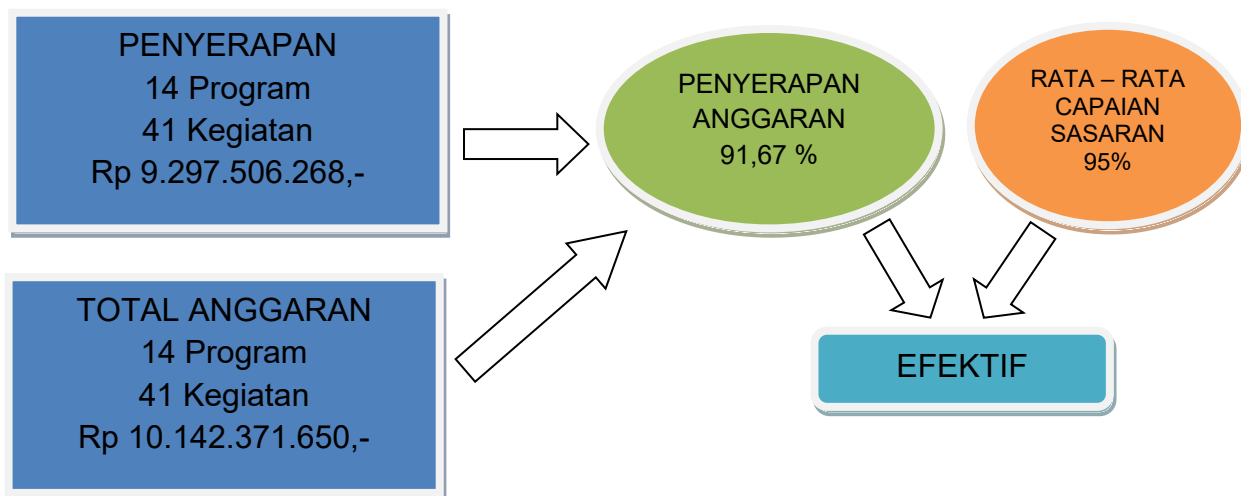 PENYERAPAN
14 Program
41 Kegiatan
Rp 9.297.506.268,-
TOTAL ANGGARAN
14 Program
41 Kegiatan
Rp 10.142.371.650,-
PENYERAPAN
ANGGARAN
91,67 %
RATA – RATA
CAPAIAN
SASARAN
95%
EFEKTIF